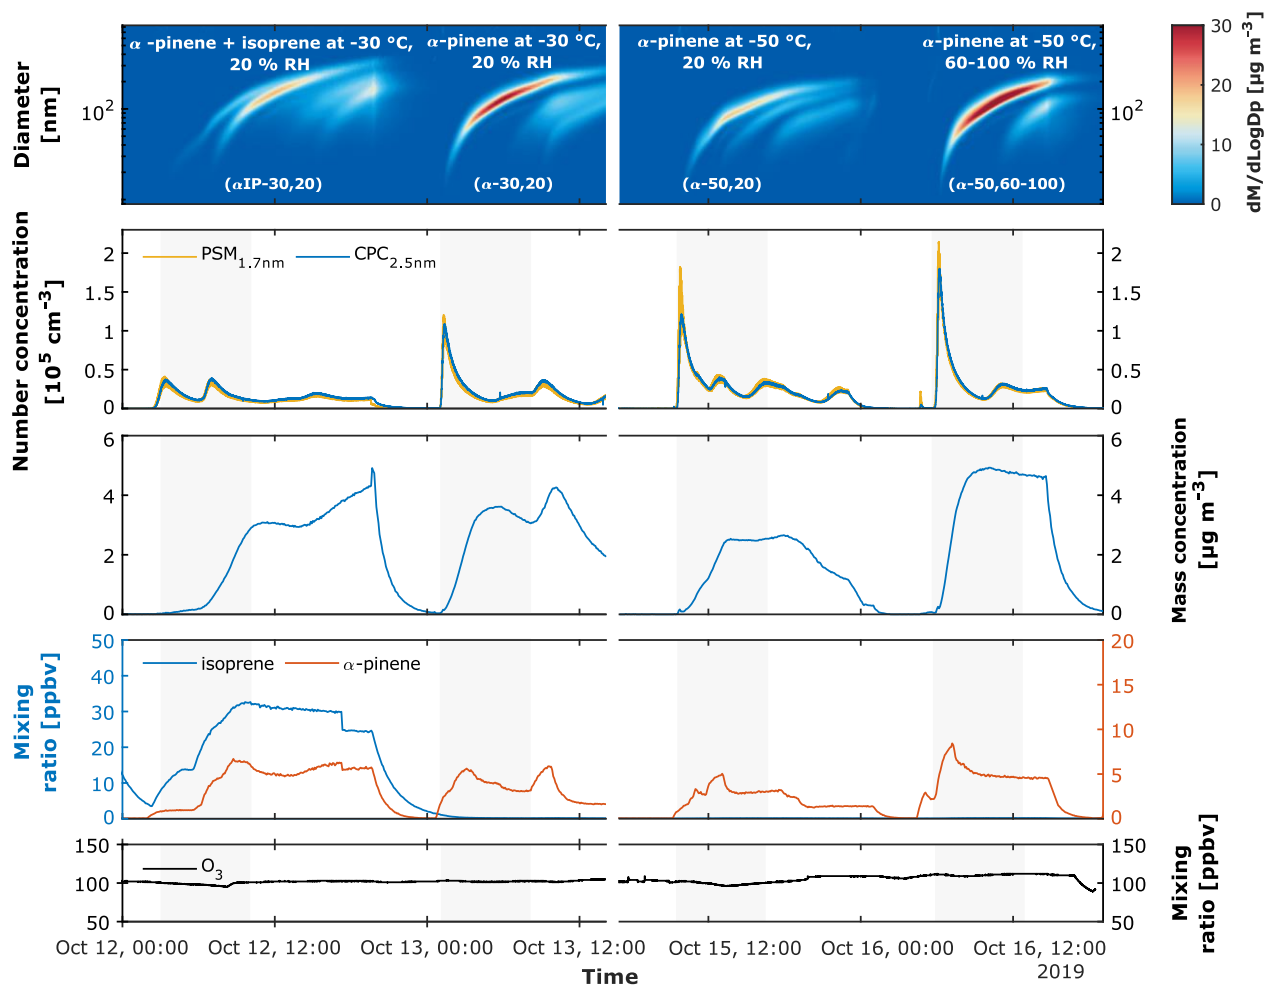 α -pinene + isoprene at -30 °C,
20 % RH
α-pinene at -30 °C,
20 % RH
α-pinene at -50 °C,
20 % RH
α-pinene at -50 °C,
60-100 % RH
(αIP-30,20)
(α-30,20)
(α-50,20)
(α-50,60-100)
Diameter
[nm]
10²
10²
30
20
10
0
dM/dLogDp [µg m⁻³]
Number concentration
[10⁵ cm⁻³]
2
1.5
1
0.5
0
PSM1.7nm
CPC2.5nm
2
1.5
1
0.5
0
6
4
2
0
6
4
2
0
Mass concentration
[µg m⁻³]
Mixing
ratio [ppbv]
50
40
30
20
10
0
isoprene
α-pinene
20
15
10
5
0
150
100
50
O₃
150
100
50
Mixing
ratio [ppbv]
Oct 12, 00:00
Oct 12, 12:00
Oct 13, 00:00
Oct 13, 12:00
Oct 15, 12:00
Oct 16, 00:00
Oct 16, 12:00
2019
Time